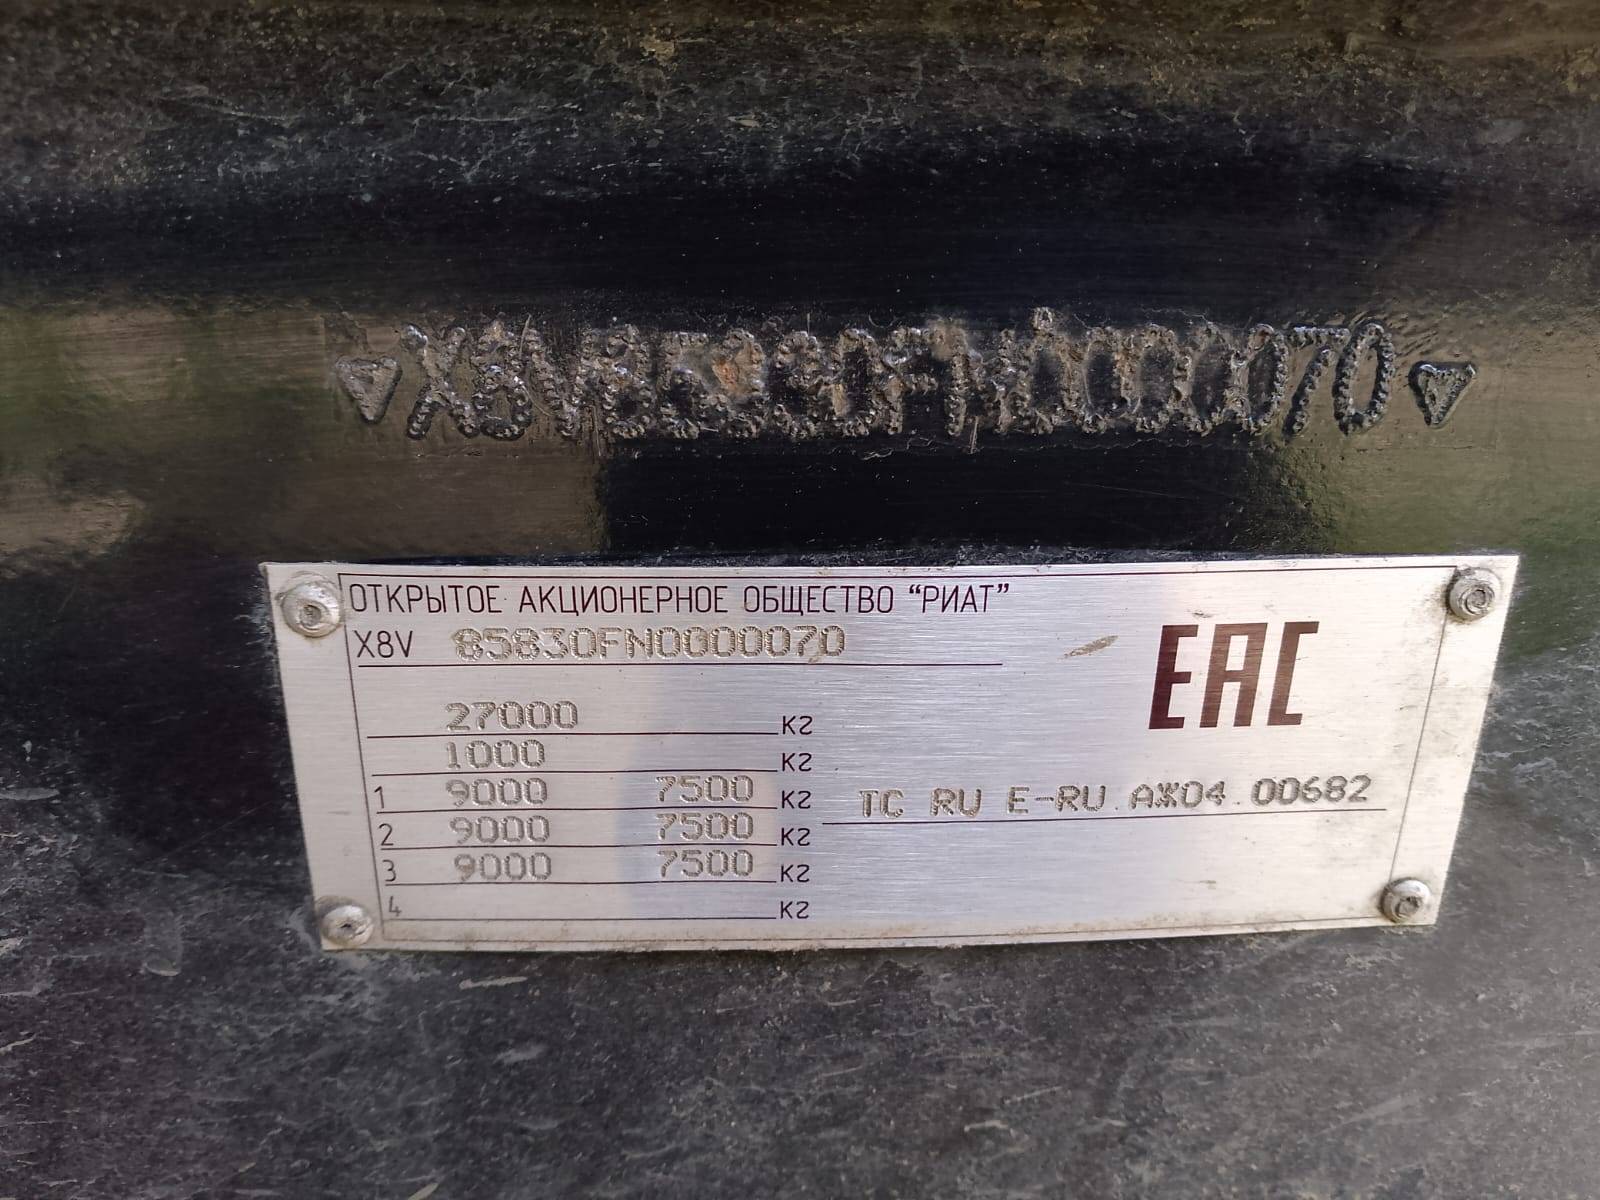 X8V85830FN0000070
ОТКРЫТОЕ АКЦИОНЕРНОЕ ОБЩЕСТВО “РИАТ”
X8V 85830FN0000070
EAC
27000 кг
1000 кг
1 9000 7500 кг
2 9000 7500 кг
3 9000 7500 кг
4 кг
ТС RU E-RU.АЖ04.00682